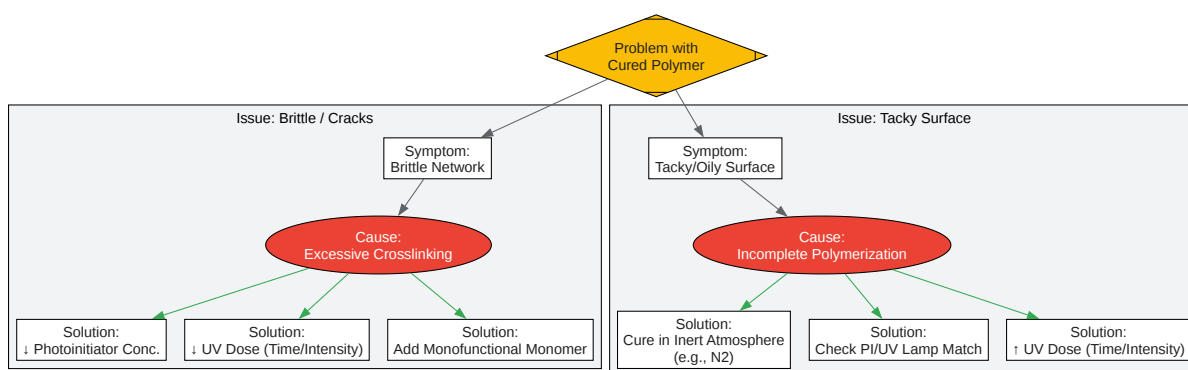 Problem with
Cured Polymer
Issue: Brittle / Cracks
Symptom:
Brittle Network
Cause:
Excessive Crosslinking
Solution:
↓ Photoinitiator Conc.
Solution:
↓ UV Dose (Time/Intensity)
Solution:
Add Monofunctional Monomer
Issue: Tacky Surface
Symptom:
Tacky/Oily Surface
Cause:
Incomplete Polymerization
Solution:
Cure in Inert Atmosphere
(e.g., N2)
Solution:
Check PI/UV Lamp Match
Solution:
↑ UV Dose (Time/Intensity)